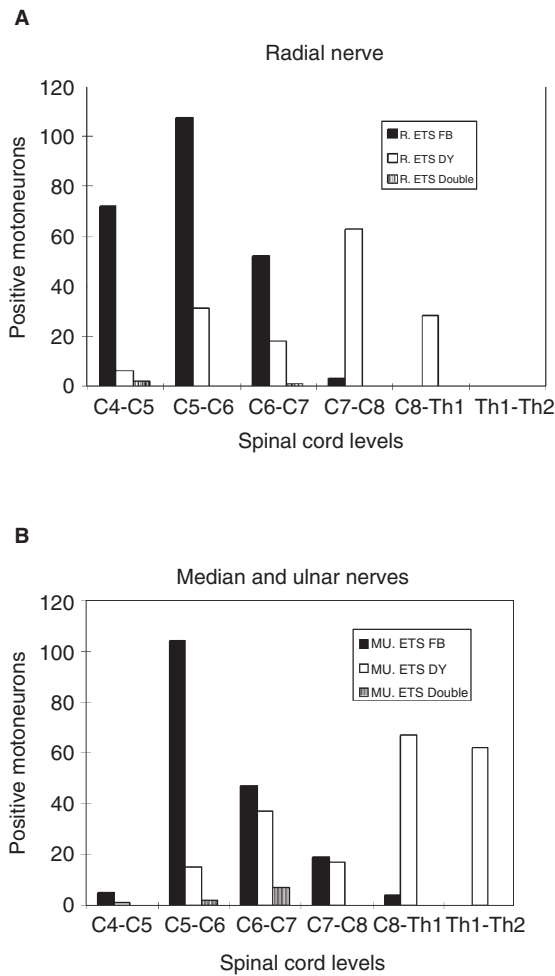 A
Radial nerve
120
100
80
60
40
20
0
Positive motoneurons
R. ETS FB
R. ETS DY
R. ETS Double
C4-C5 C5-C6 C6-C7 C7-C8 C8-Th1 Th1-Th2
Spinal cord levels
B
Median and ulnar nerves
120
100
80
60
40
20
0
Positive motoneurons
MU. ETS FB
MU. ETS DY
MU. ETS Double
C4-C5 C5-C6 C6-C7 C7-C8 C8-Th1 Th1-Th2
Spinal cord levels